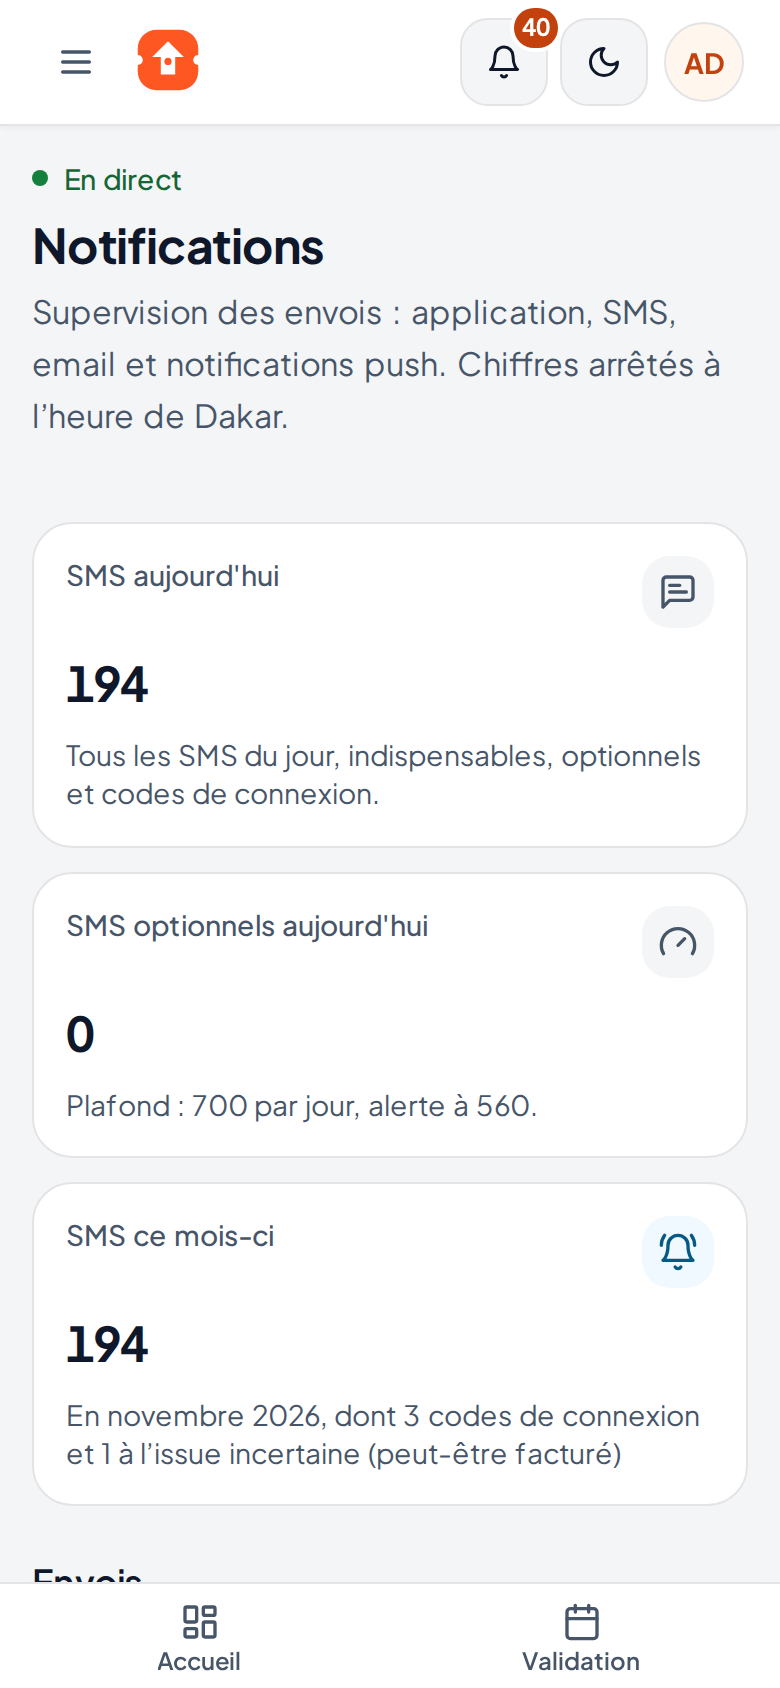 40
AD
En direct
Notifications
Supervision des envois : application, SMS,
email et notifications push. Chiffres arrêtés à
l’heure de Dakar.
SMS aujourd'hui
194
Tous les SMS du jour, indispensables, optionnels
et codes de connexion.
SMS optionnels aujourd'hui
0
Plafond : 700 par jour, alerte à 560.
SMS ce mois-ci
194
En novembre 2026, dont 3 codes de connexion
et 1 à l’issue incertaine (peut-être facturé)
Envois
Accueil
Validation